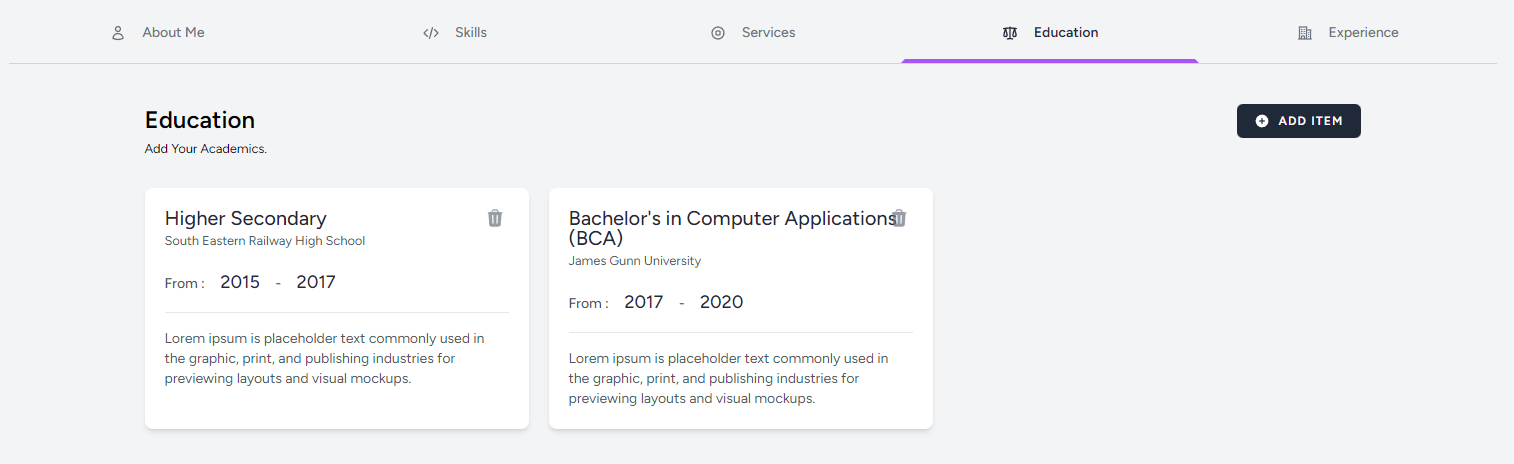 About Me
Skills
Services
Education
Experience
Education
ADD ITEM
Add Your Academics.
Higher Secondary
South Eastern Railway High School
From : 2015 - 2017
Lorem ipsum is placeholder text commonly used in
the graphic, print, and publishing industries for
previewing layouts and visual mockups.
Bachelor's in Computer Applications
(BCA)
James Gunn University
From : 2017 - 2020
Lorem ipsum is placeholder text commonly used in
the graphic, print, and publishing industries for
previewing layouts and visual mockups.